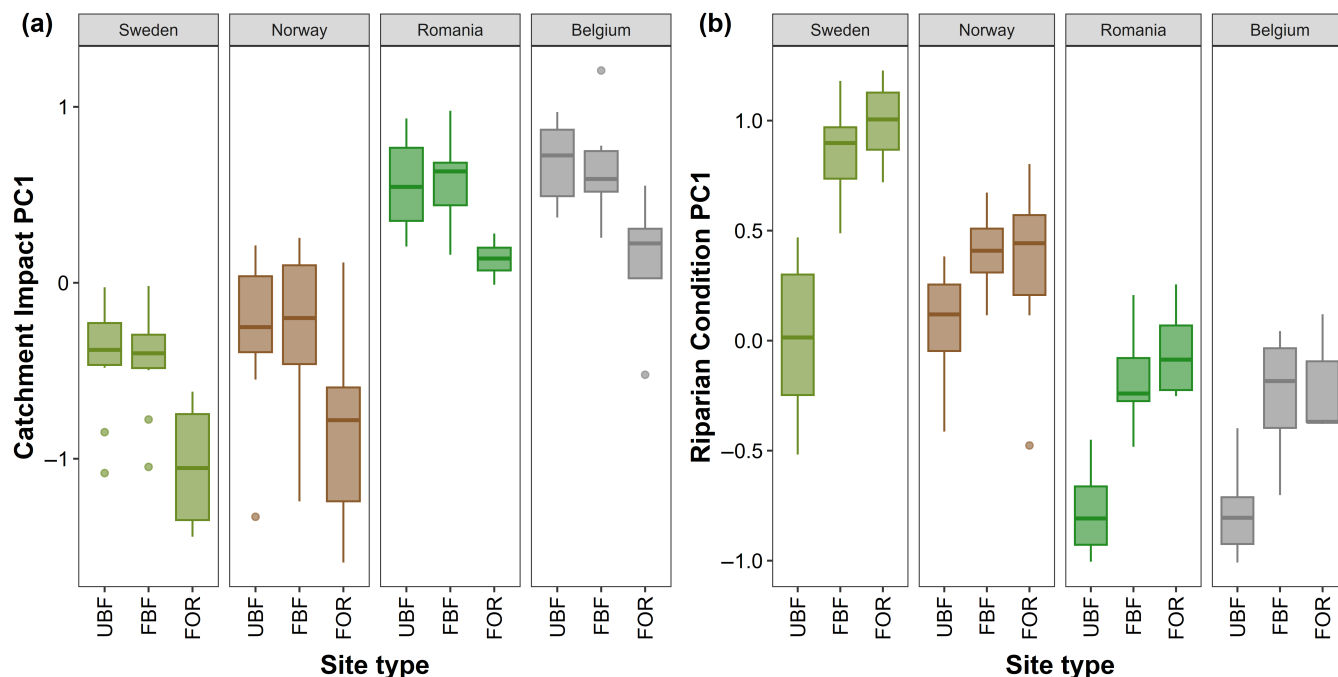 (a)
Sweden Norway Romania Belgium
Catchment Impact PC1
1
0
−1
UBF FBF FOR UBF FBF FOR UBF FBF FOR UBF FBF FOR
Site type
(b)
Sweden Norway Romania Belgium
Riparian Condition PC1
1.0
0.5
0.0
−0.5
−1.0
UBF FBF FOR UBF FBF FOR UBF FBF FOR UBF FBF FOR
Site type